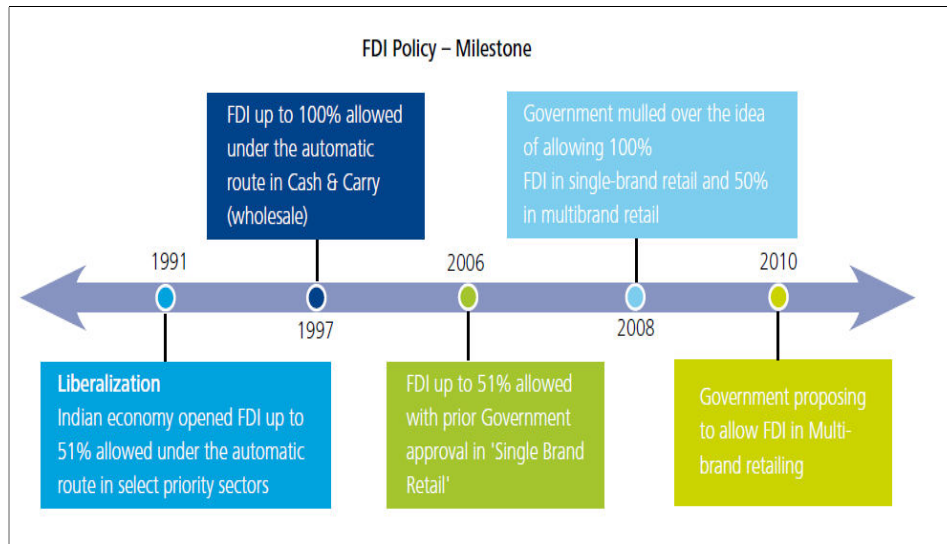 FDI Policy – Milestone
FDI up to 100% allowed
under the automatic
route in Cash & Carry
(wholesale)
Government mulled over the idea
of allowing 100%
FDI in single-brand retail and 50%
in multibrand retail
1991
2006
2010
1997
2008
Liberalization
Indian economy opened FDI up to
51% allowed under the automatic
route in select priority sectors
FDI up to 51% allowed
with prior Government
approval in 'Single Brand
Retail'
Government proposing
to allow FDI in Multi-
brand retailing